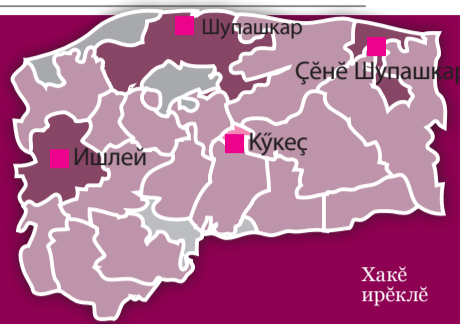 Шупашкар
Ҫӗнӗ Шупашкар
Кӳкеҫ
Ишлей
Хакӗ
ирӗклӗ